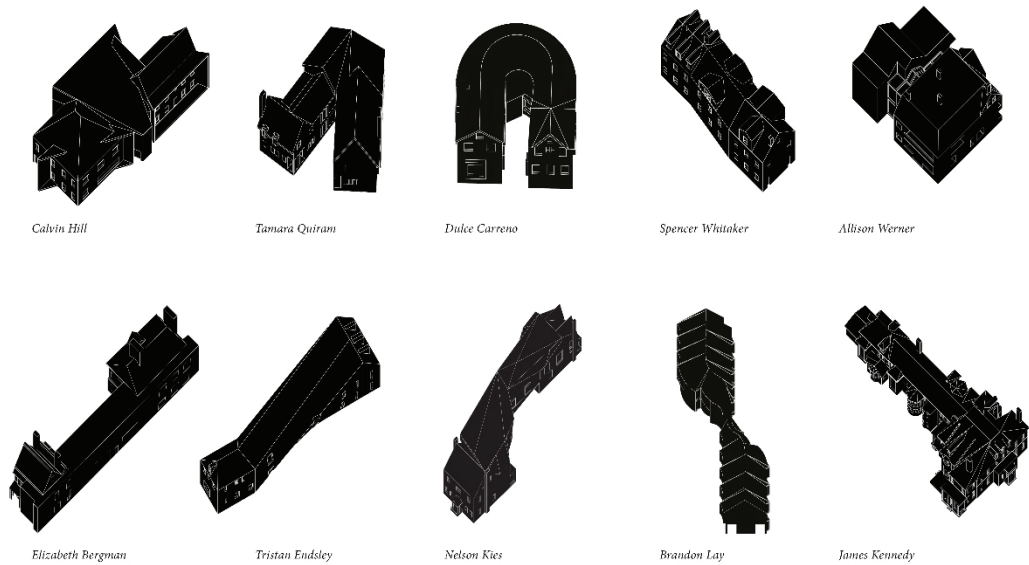 Calvin Hill
Tamara Quiram
Dulce Carreno
Spencer Whitaker
Allison Werner
Elizabeth Bergman
Tristan Endsley
Nelson Kies
Brandon Lay
James Kennedy